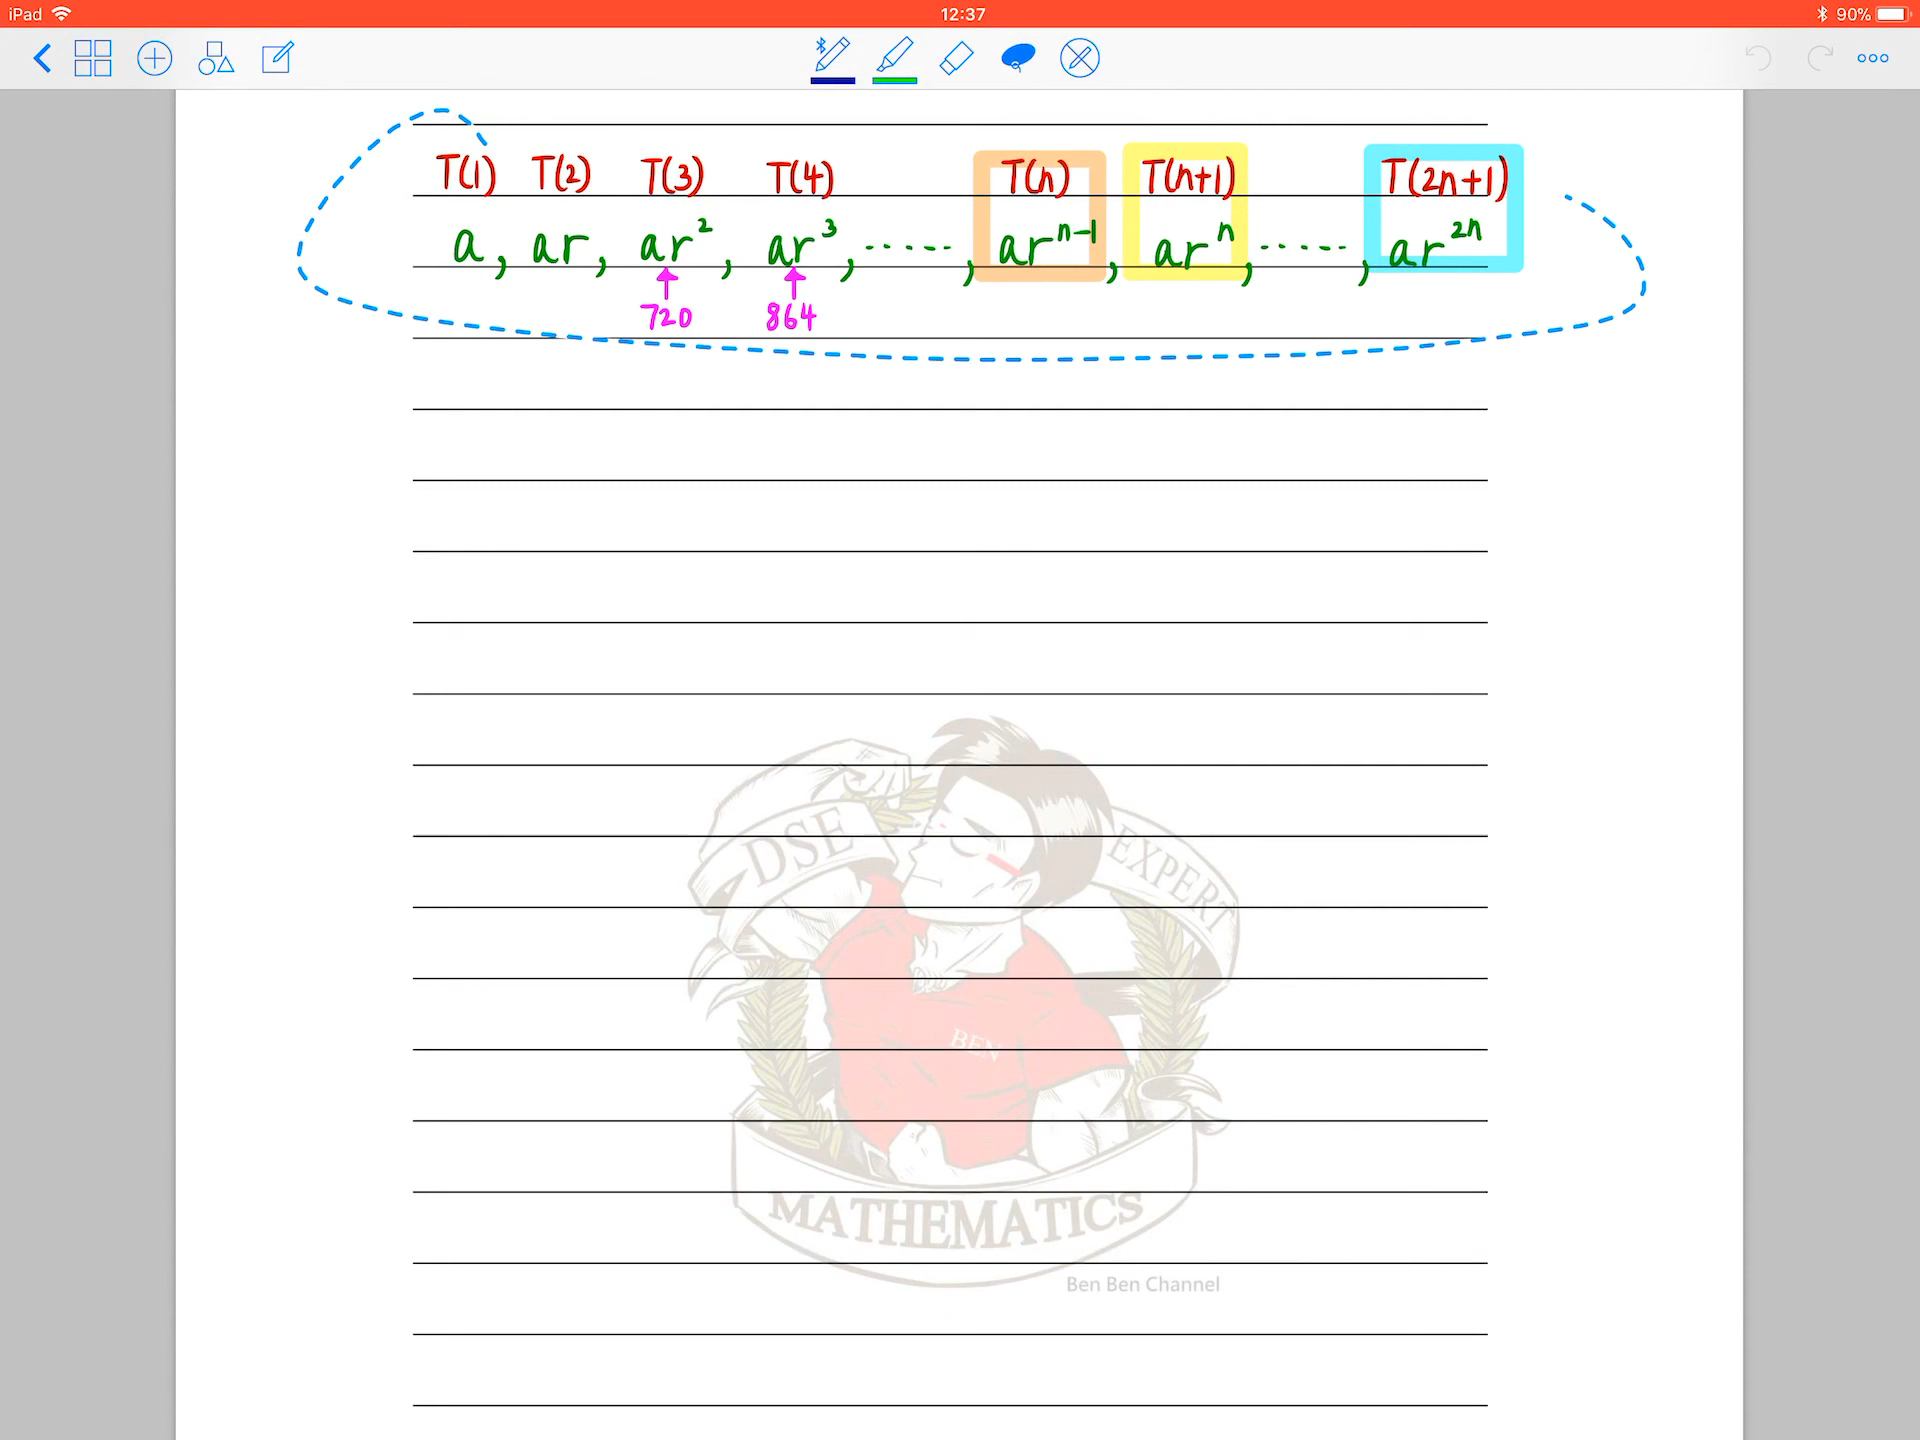 iPad 12:37 90%
T(1) T(2) T(3) T(4) T(n) T(n+1) T(2n+1)
a, ar, ar², ar³, ......, arⁿ⁻¹, arⁿ, ......, ar²ⁿ
720 864
DSE EXPERT
BEN
MATHEMATICS
Ben Ben Channel